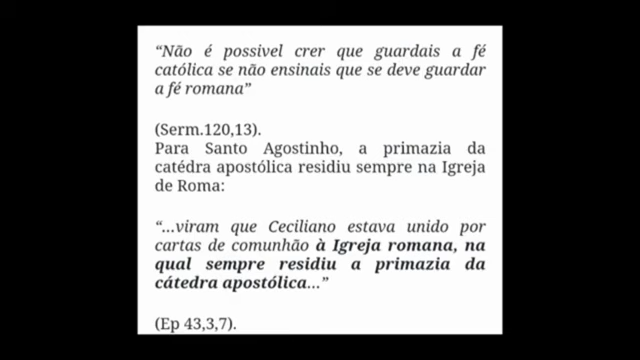 “Não é possivel crer que guardais a fé
católica se não ensinais que se deve guardar
a fé romana”
(Serm.120,13).
Para Santo Agostinho, a primazia da
catédra apostólica residiu sempre na Igreja
de Roma:
“...viram que Ceciliano estava unido por
cartas de comunhão à Igreja romana, na
qual sempre residiu a primazia da
cátedra apostólica...”
(Ep 43,3,7).